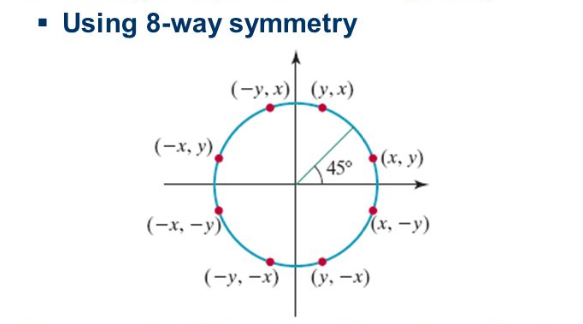 ▪ Using 8-way symmetry
(−y, x) (y, x)
(−x, y) 45° (x, y)
(−x, −y) (x, −y)
(−y, −x) (y, −x)